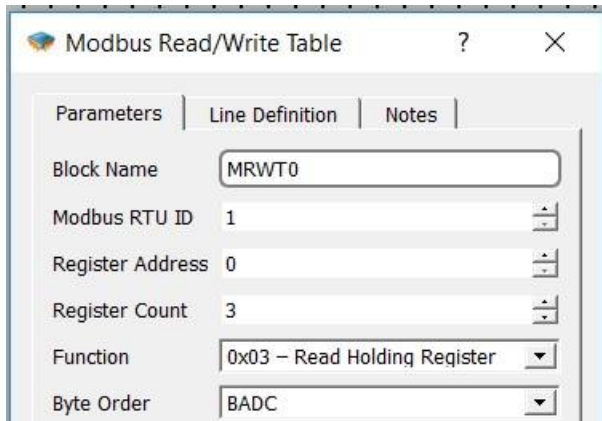 Modbus Read/Write Table ? ×
Parameters Line Definition Notes
Block Name MRWT0
Modbus RTU ID 1
Register Address 0
Register Count 3
Function 0x03 – Read Holding Register
Byte Order BADC